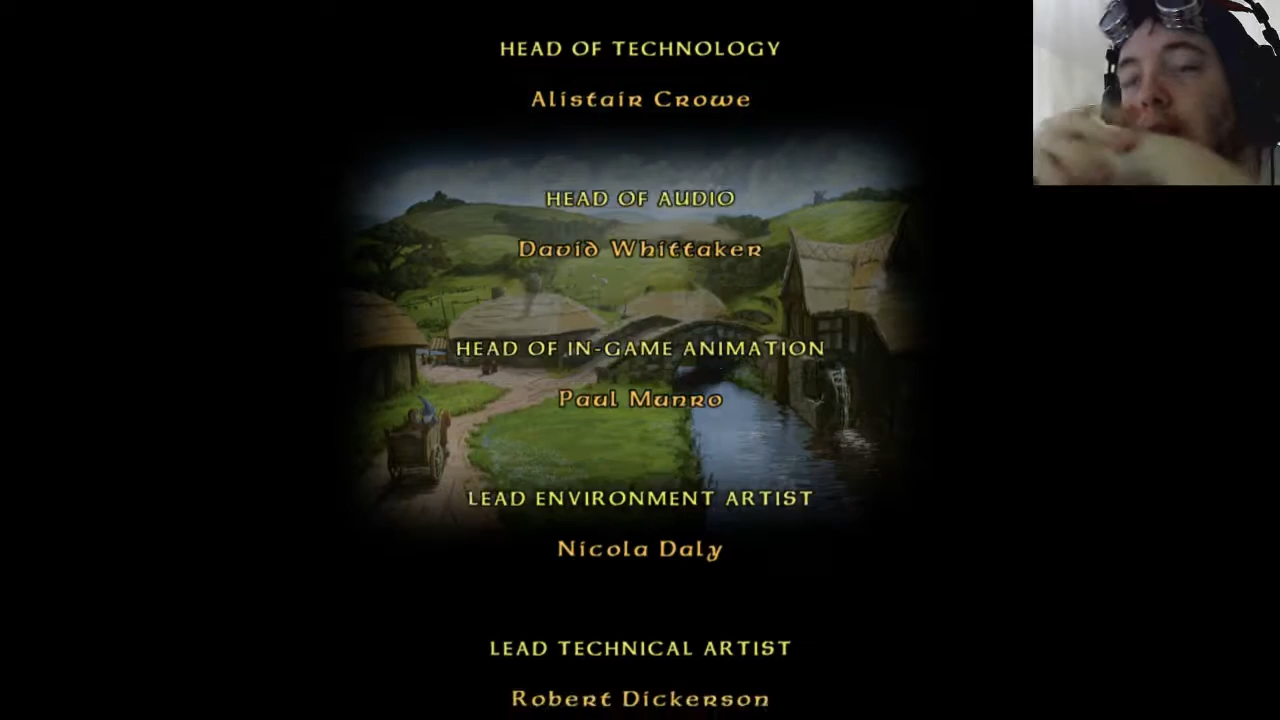 HEAD OF TECHNOLOGY
Alistair Crowe
HEAD OF AUDIO
David Whittaker
HEAD OF IN-GAME ANIMATION
Paul Munro
LEAD ENVIRONMENT ARTIST
Nicola Daly
LEAD TECHNICAL ARTIST
Robert Dickerson